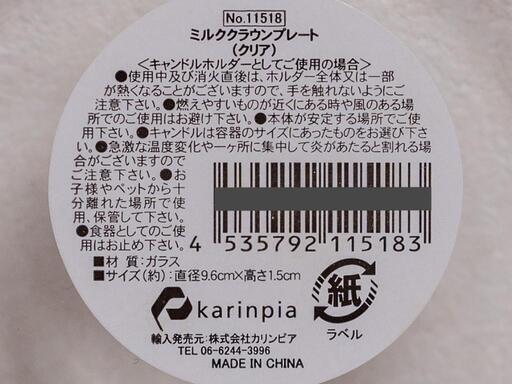 No.11518
ミルククラウンプレート
(クリア)
＜キャンドルホルダーとしてご使用の場合＞
●使用中及び消火直後は、ホルダー全体又は一部
が熱くなることがございますので、手を触れないようにご
注意下さい。●燃えやすいものが近くにある時や風のある場
所でのご使用はお避け下さい。●本体が安定する場所でご使
用下さい。●キャンドルは容器のサイズにあったものをお選び下さ
い。●急激な温度変化や一ヶ所に集中して炎があたると割れる場
合がございますので
ご注意下さい。●お
子様やペットから十
分離れた場所で使
用、保管して下さい。
●食器としてのご使
用はお止め下さい。
4 535792 115183
■材 質:ガラス
■サイズ(約):直径9.6cm×高さ1.5cm
karinpia
紙
ラベル
輸入発売元:株式会社カリンピア
TEL 06-6244-3996
MADE IN CHINA